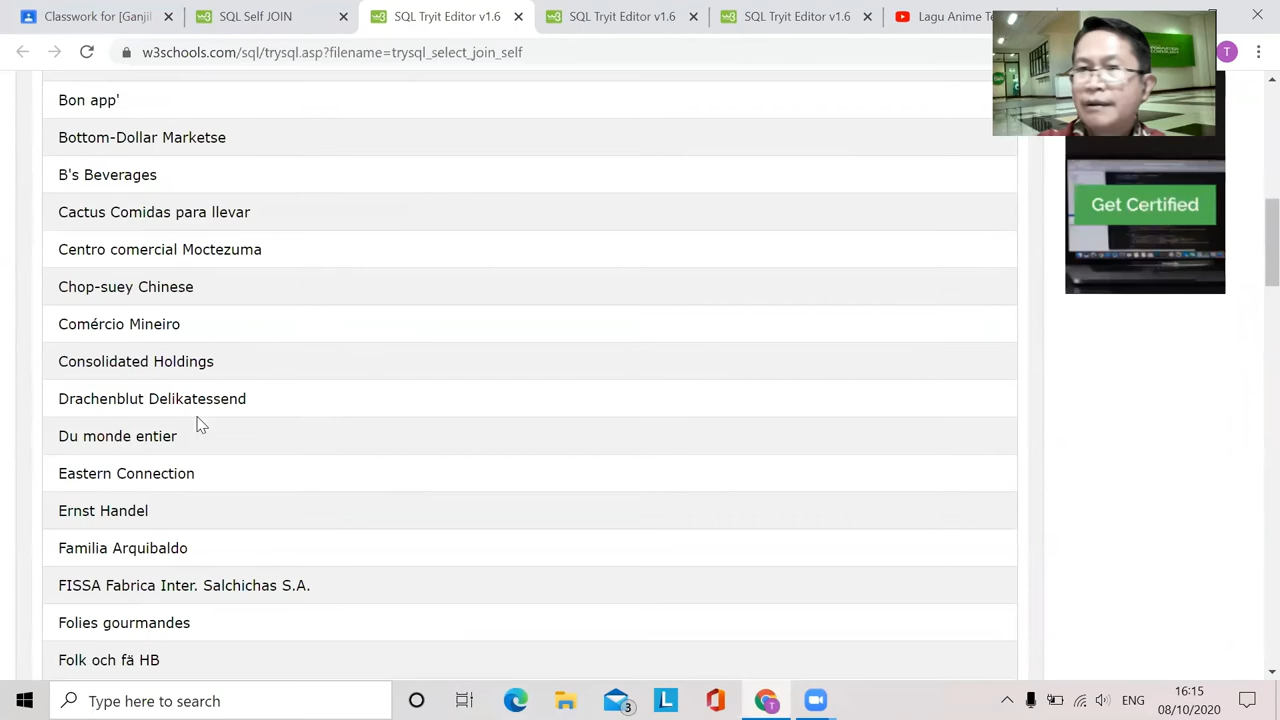 Classwork for [Ganjil
SQL Self JOIN
SQL Tryit Editor v1.6
SQL Tryit Editor v1.6
SQL Tryit Editor v1.6
Lagu Anime Te
w3schools.com/sql/trysql.asp?filename=trysql_select_join_self
T
Bon app'
Bottom-Dollar Marketse
B's Beverages
Cactus Comidas para llevar
Centro comercial Moctezuma
Chop-suey Chinese
Comércio Mineiro
Consolidated Holdings
Drachenblut Delikatessend
Du monde entier
Eastern Connection
Ernst Handel
Familia Arquibaldo
FISSA Fabrica Inter. Salchichas S.A.
Folies gourmandes
Folk och fä HB
Get Certified
Type here to search
3
L
T
ENG
16:15
08/10/2020